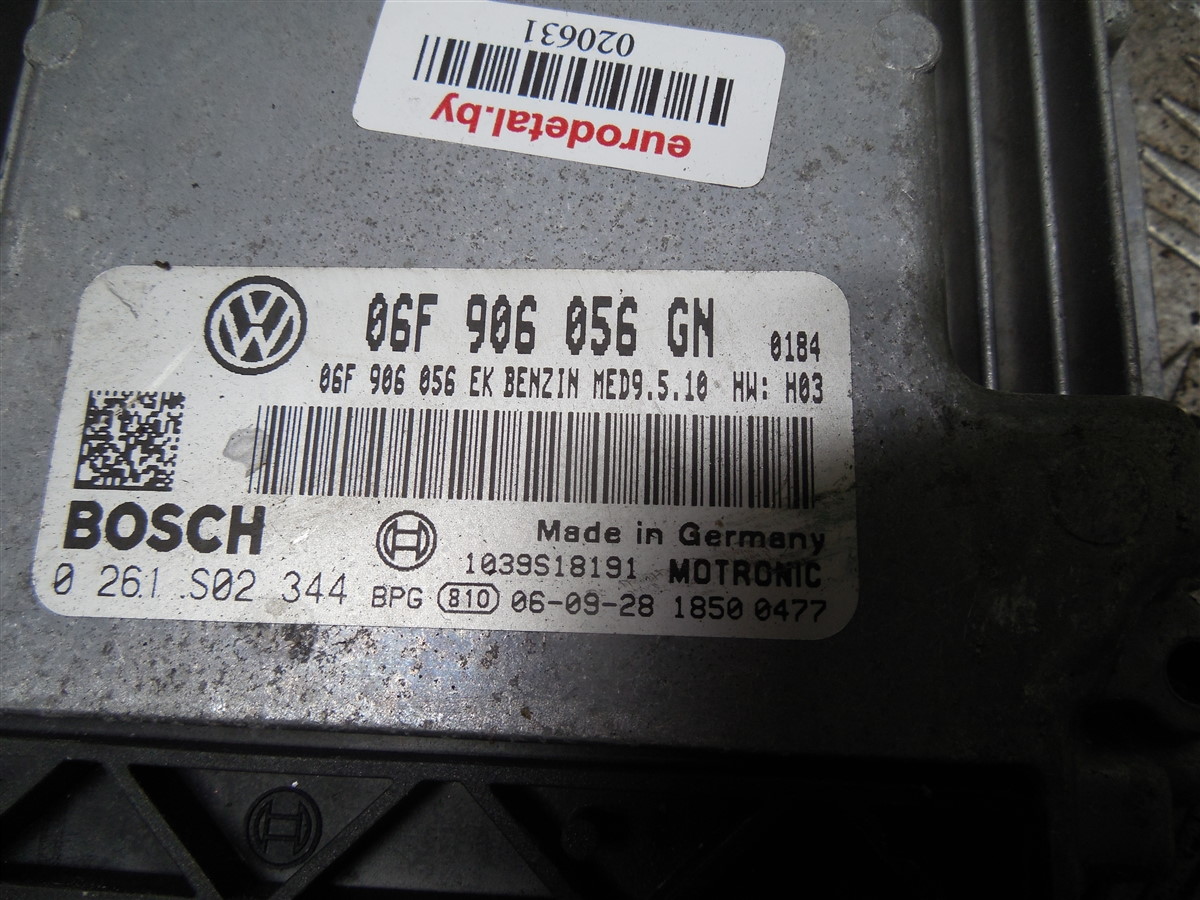 020631
eurodetal.by
06F 906 056 GN 0184
06F 906 056 EK BENZIN MED9.5.10 HW: H03
BOSCH
Made in Germany
1039S18191 MOTRONIC
0 261 S02 344 BPG 810 06-09-28 1850 0477